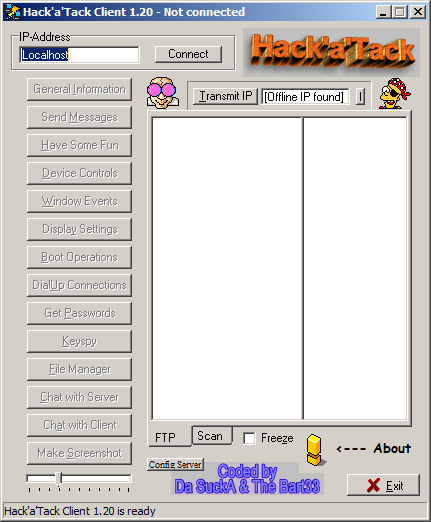 Hack'a'Tack Client 1.20 - Not connected
IP-Address
Localhost
Connect
Hack'a'Tack
General Information
Transmit IP
[Offline IP found]
I
Send Messages
Have Some Fun
Device Controls
Window Events
Display Settings
Boot Operations
DialUp Connections
Get Passwords
Keyspy
File Manager
Chat with Server
Chat with Client
Make Screenshot
FTP
Scan
Freeze
<--- About
Config Server
Coded by
Da SuckA & The Bart33
Exit
Hack'a'Tack Client 1.20 is ready